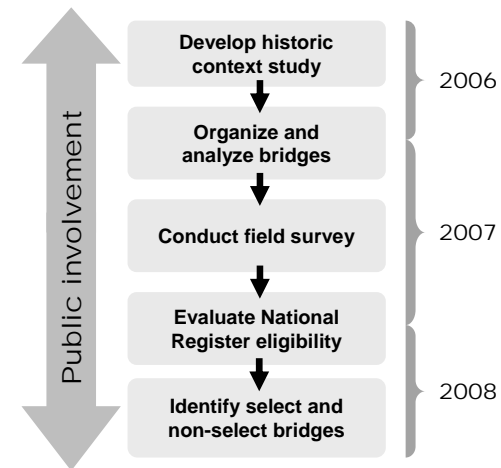 Public involvement
Develop historic
context study
Organize and
analyze bridges
Conduct field survey
Evaluate National
Register eligibility
Identify select and
non-select bridges
2006
2007
2008